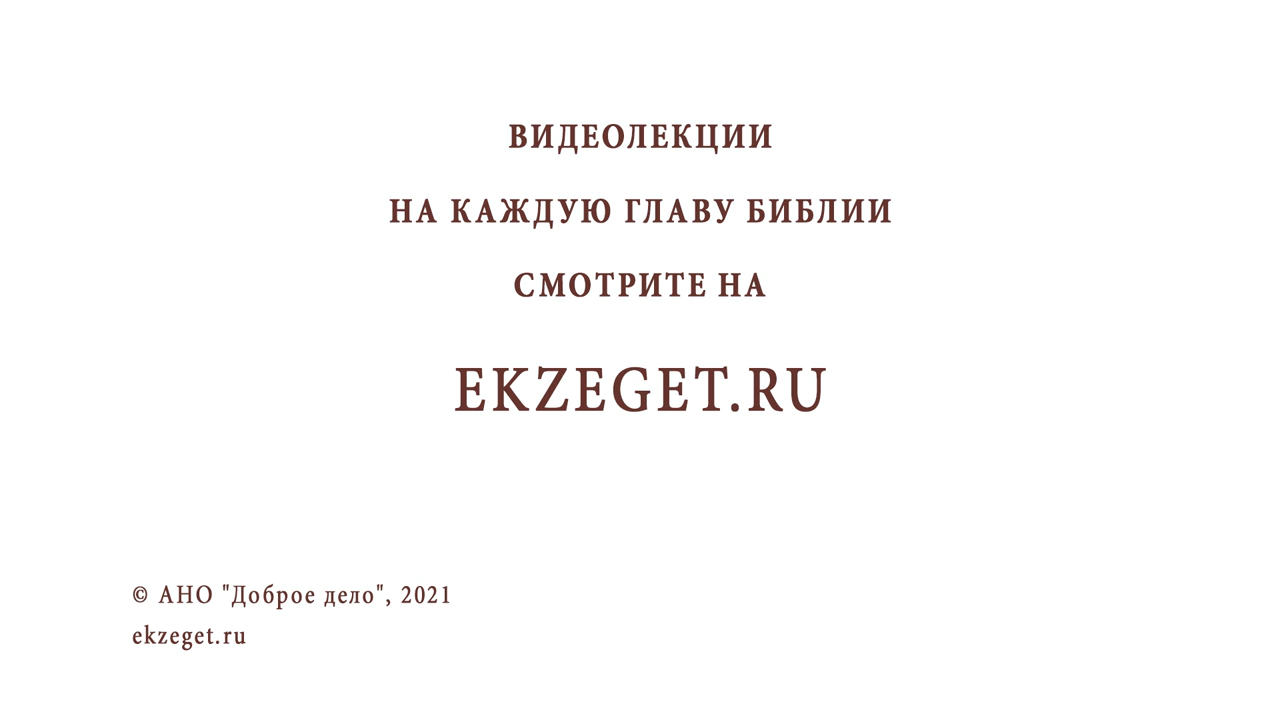 ВИДЕОЛЕКЦИИ
НА КАЖДУЮ ГЛАВУ БИБЛИИ
СМОТРИТЕ НА
EKZEGET.RU
© АНО "Доброе дело", 2021
ekzeget.ru